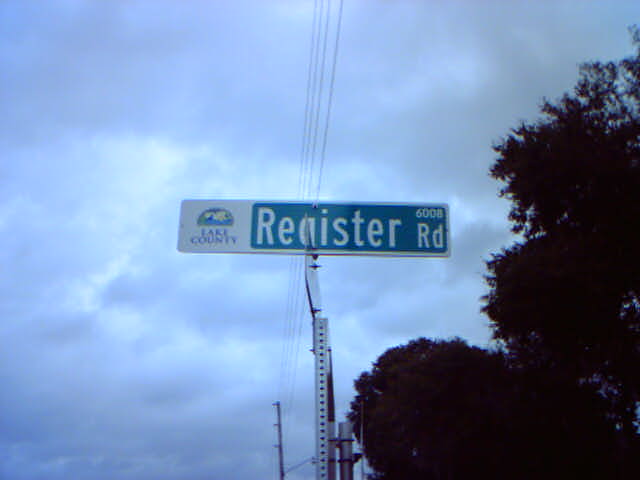 LAKE
COUNTY
Register Rd
6008